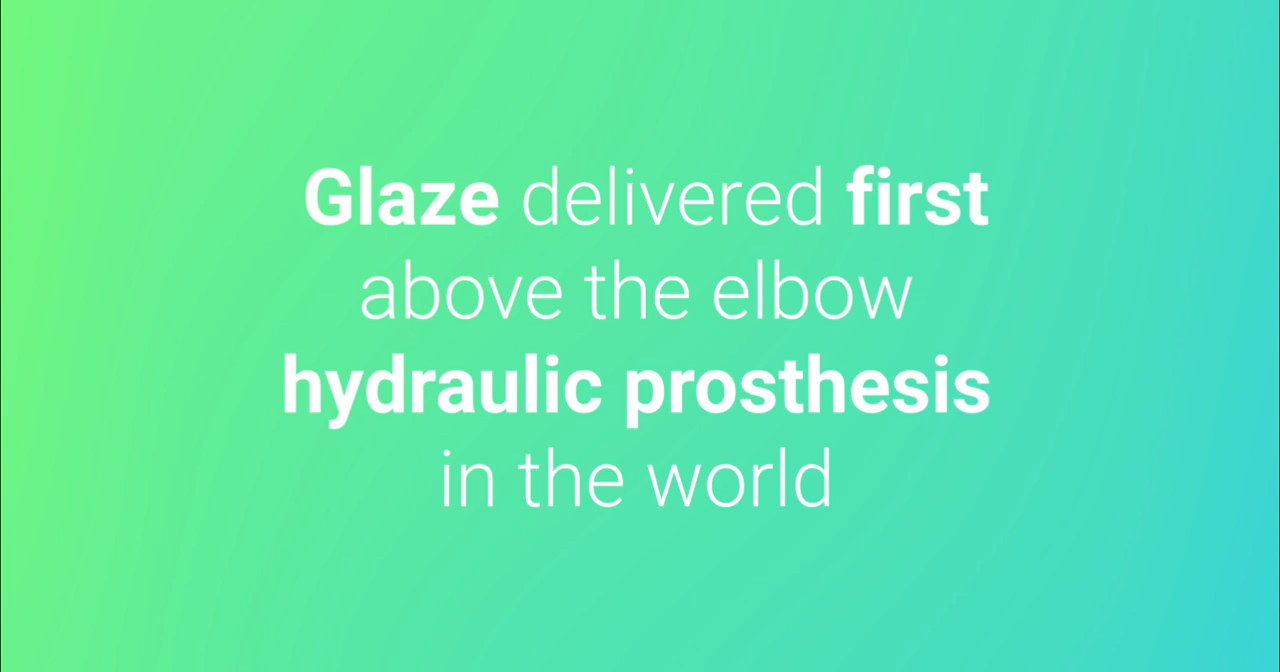 Glaze delivered first
above the elbow
hydraulic prosthesis
in the world